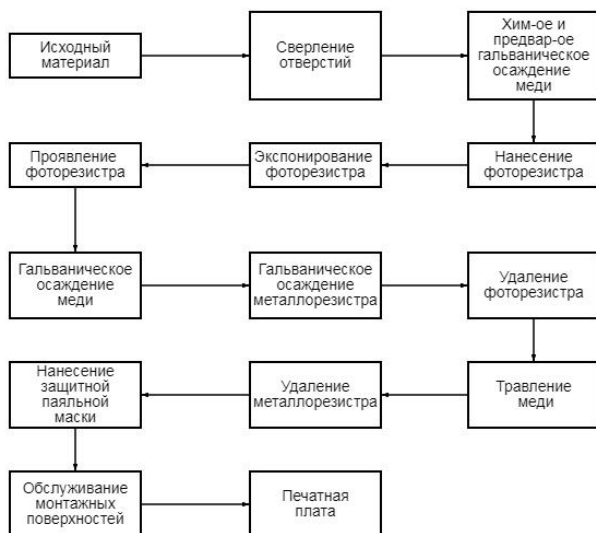 Исходный
материал
Сверление
отверстий
Хим-ое и
предвар-ое
гальваническое
осаждение
меди
Нанесение
фоторезистра
Экспонирование
фоторезистра
Проявление
фоторезистра
Гальваническое
осаждение
меди
Гальваническое
осаждение
металлорезистра
Удаление
фоторезистра
Травление
меди
Удаление
металлорезистра
Нанесение
защитной
паяльной
маски
Обслуживание
монтажных
поверхностей
Печатная
плата